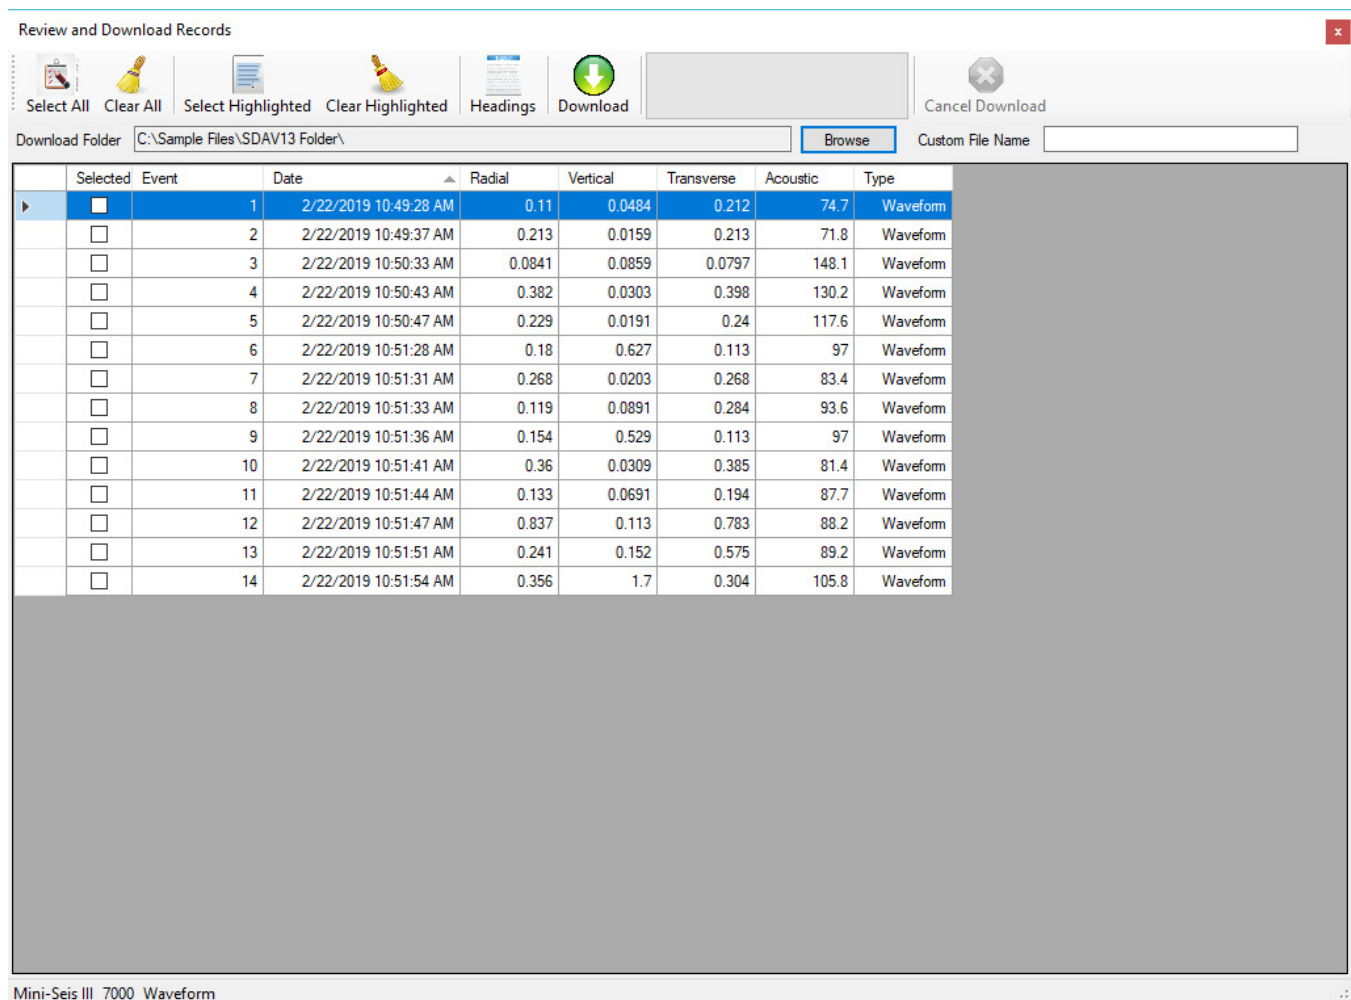 Review and Download Records
x
Select All Clear All Select Highlighted Clear Highlighted Headings Download Cancel Download
Download Folder C:\Sample Files\SDAV13 Folder\ Browse Custom File Name
Selected Event Date Radial Vertical Transverse Acoustic Type
1 2/22/2019 10:49:28 AM 0.11 0.0484 0.212 74.7 Waveform
2 2/22/2019 10:49:37 AM 0.213 0.0159 0.213 71.8 Waveform
3 2/22/2019 10:50:33 AM 0.0841 0.0859 0.0797 148.1 Waveform
4 2/22/2019 10:50:43 AM 0.382 0.0303 0.398 130.2 Waveform
5 2/22/2019 10:50:47 AM 0.229 0.0191 0.24 117.6 Waveform
6 2/22/2019 10:51:28 AM 0.18 0.627 0.113 97 Waveform
7 2/22/2019 10:51:31 AM 0.268 0.0203 0.268 83.4 Waveform
8 2/22/2019 10:51:33 AM 0.119 0.0891 0.284 93.6 Waveform
9 2/22/2019 10:51:36 AM 0.154 0.529 0.113 97 Waveform
10 2/22/2019 10:51:41 AM 0.36 0.0309 0.385 81.4 Waveform
11 2/22/2019 10:51:44 AM 0.133 0.0691 0.194 87.7 Waveform
12 2/22/2019 10:51:47 AM 0.837 0.113 0.783 88.2 Waveform
13 2/22/2019 10:51:51 AM 0.241 0.152 0.575 89.2 Waveform
14 2/22/2019 10:51:54 AM 0.356 1.7 0.304 105.8 Waveform
Mini-Seis III 7000 Waveform